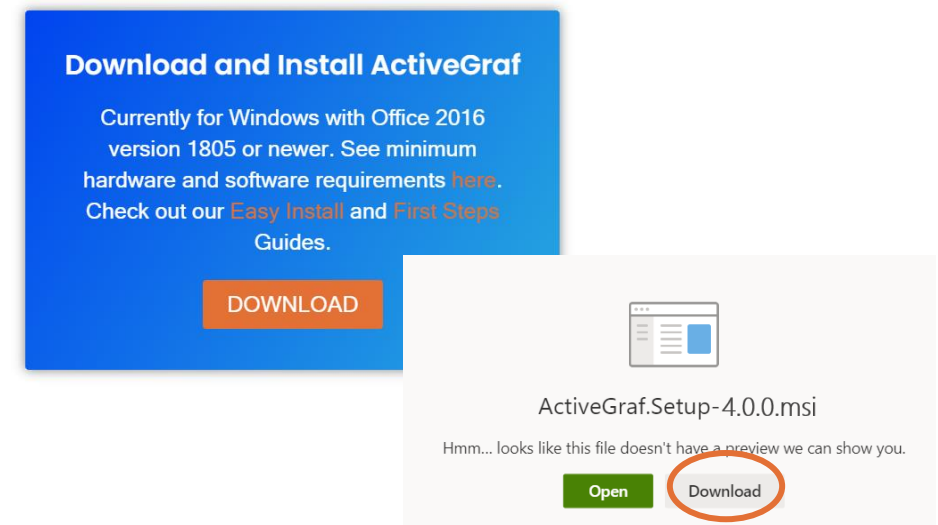 Download and Install ActiveGraf
Currently for Windows with Office 2016
version 1805 or newer. See minimum
hardware and software requirements here.
Check out our Easy Install and First Steps
Guides.
DOWNLOAD
ActiveGraf.Setup-4.0.0.msi
Hmm... looks like this file doesn't have a preview we can show you.
Open
Download